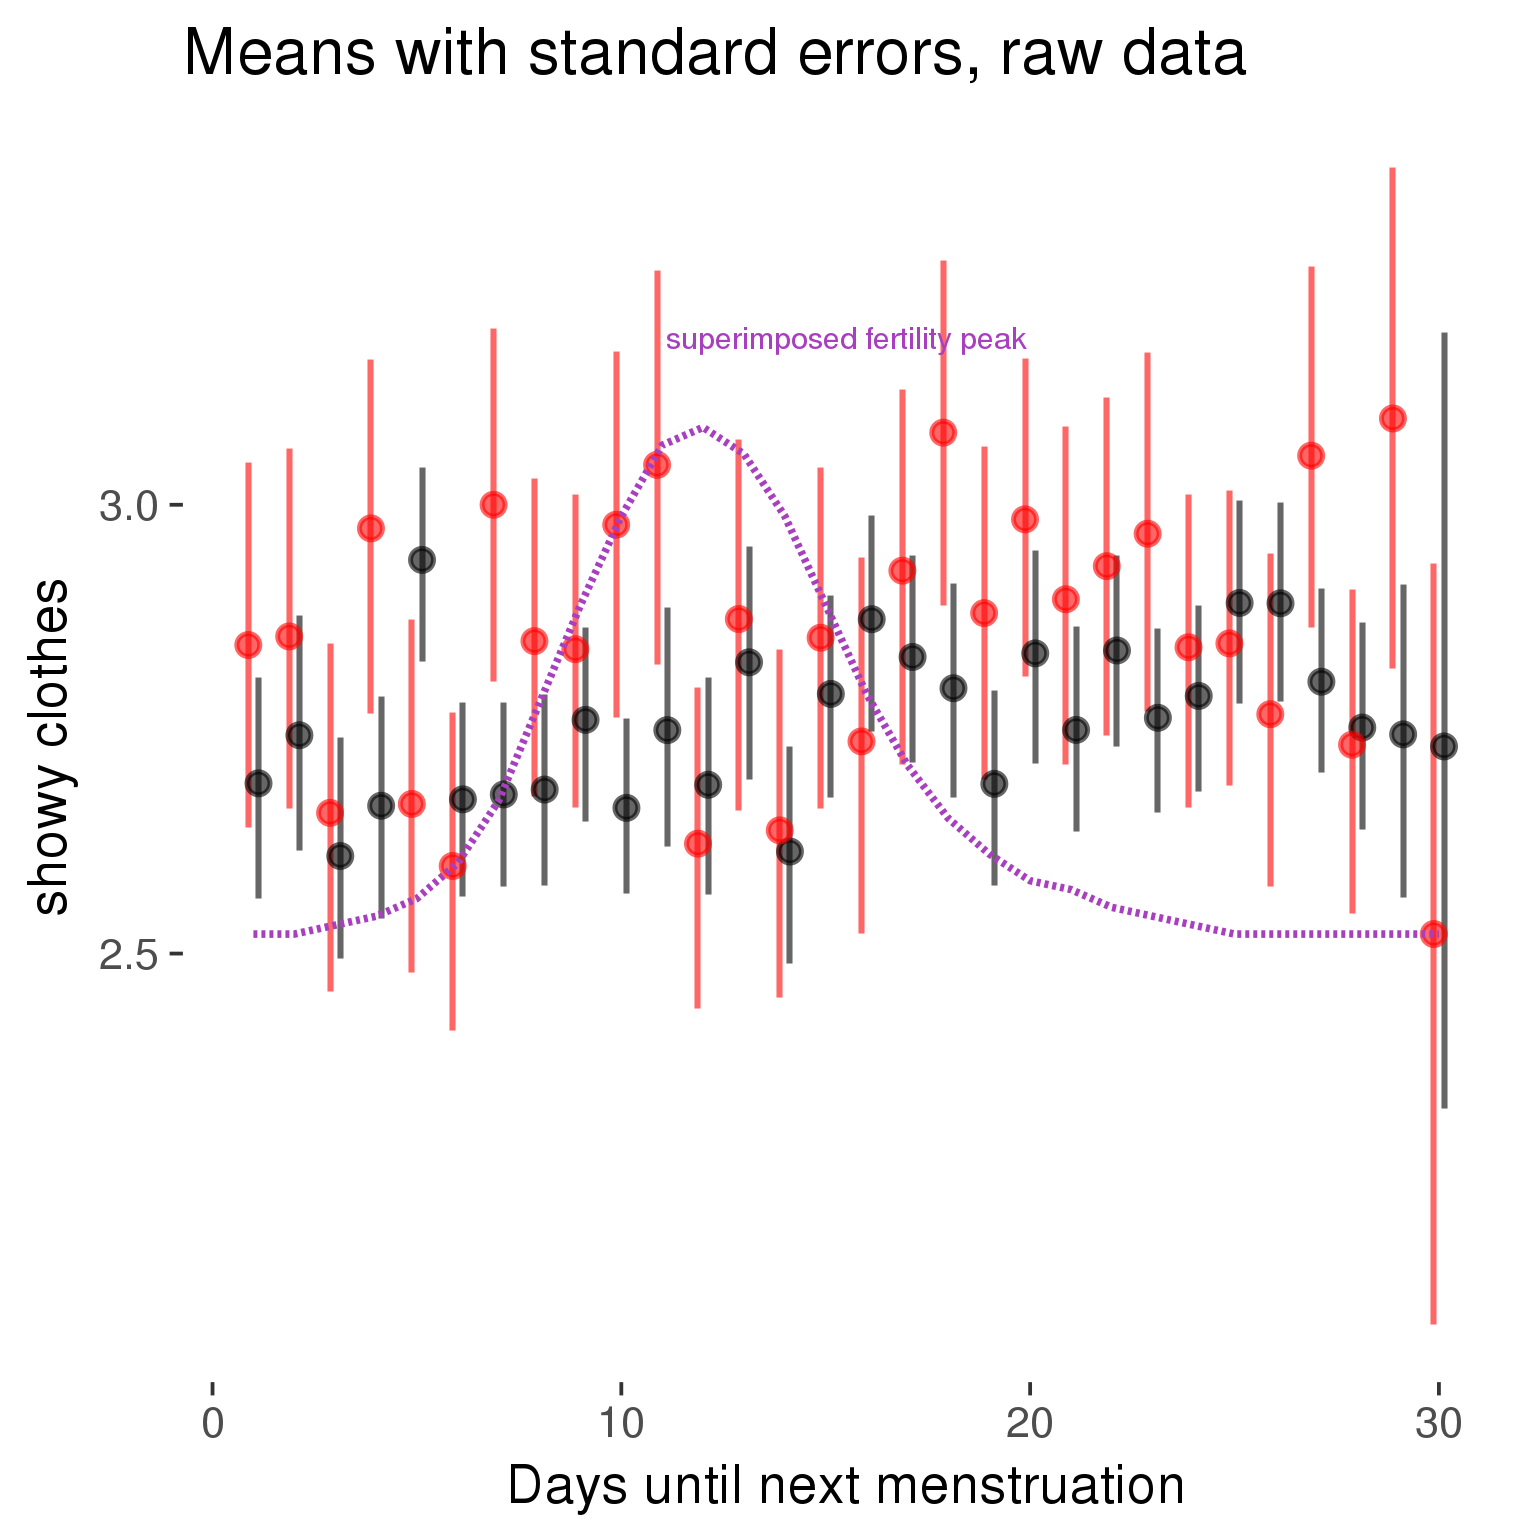 Means with standard errors, raw data
superimposed fertility peak
showy clothes
3.0
2.5
0 10 20 30
Days until next menstruation